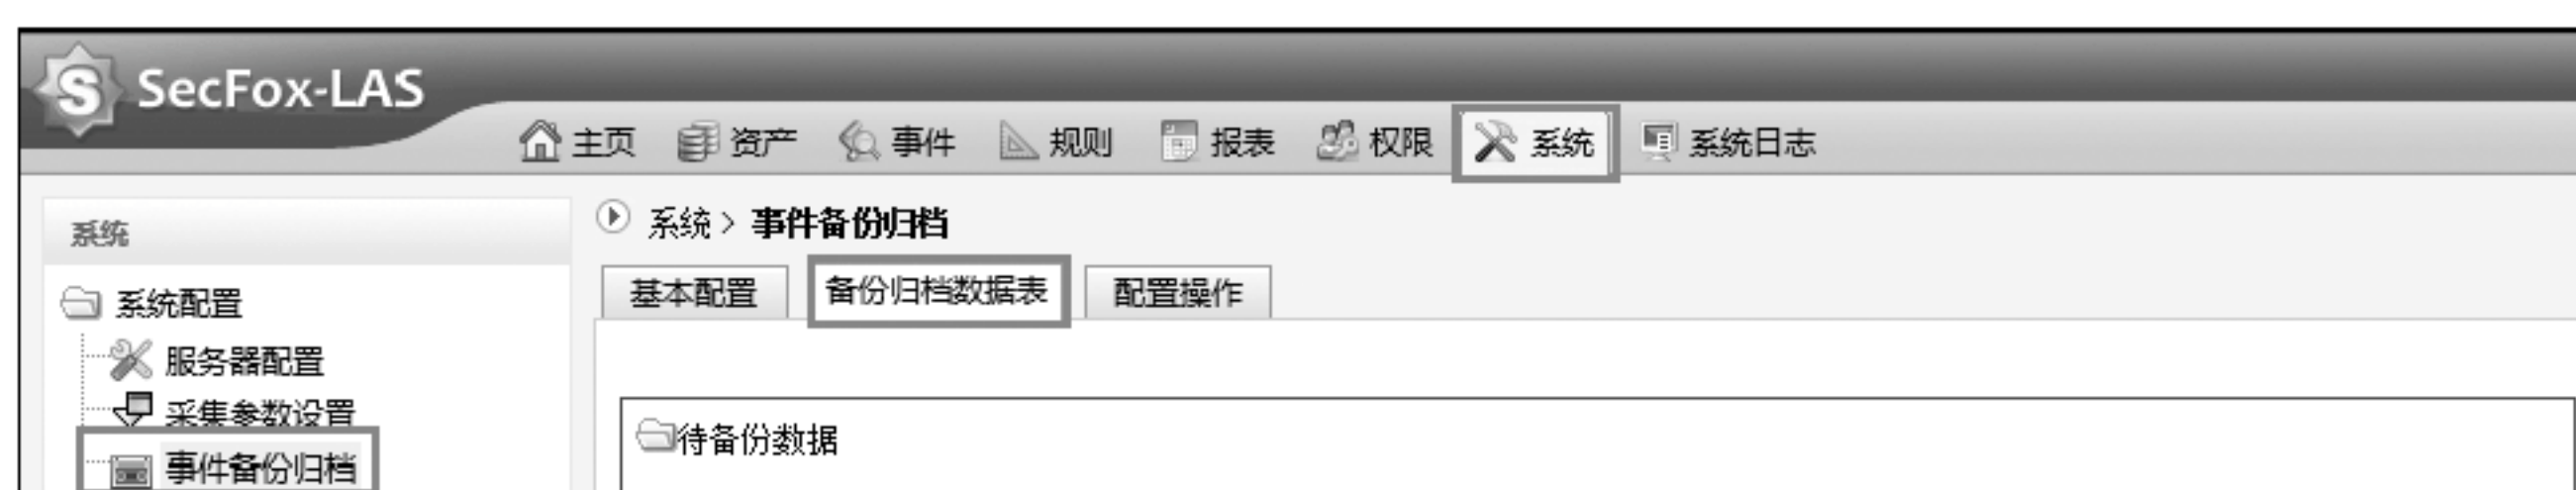 SecFox-LAS
主页 资产 事件 规则 报表 权限 系统 系统日志
系统
系统 > 事件备份归档
基本配置 备份归档数据表 配置操作
系统配置
服务器配置
采集参数设置
事件备份归档
待备份数据